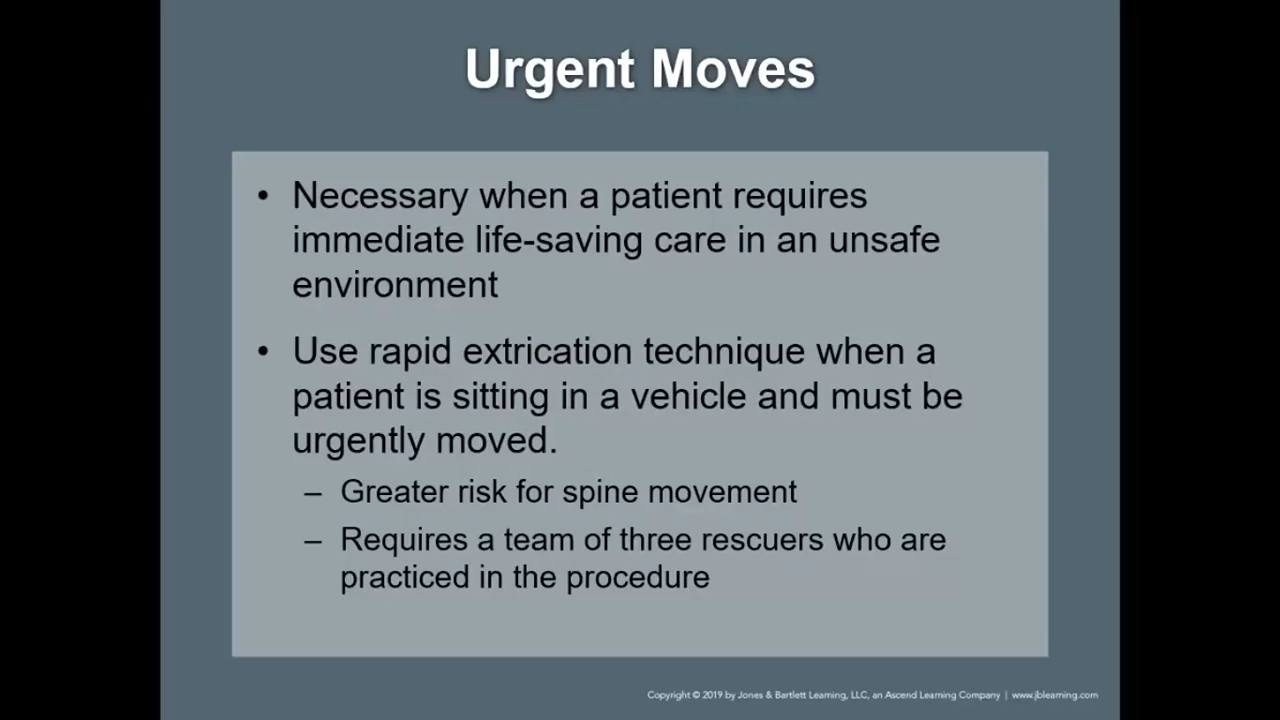 Urgent Moves
• Necessary when a patient requires
immediate life-saving care in an unsafe
environment
• Use rapid extrication technique when a
patient is sitting in a vehicle and must be
urgently moved.
– Greater risk for spine movement
– Requires a team of three rescuers who are
practiced in the procedure
Copyright © 2019 by Jones & Bartlett Learning, LLC, an Ascend Learning Company | www.jblearning.com